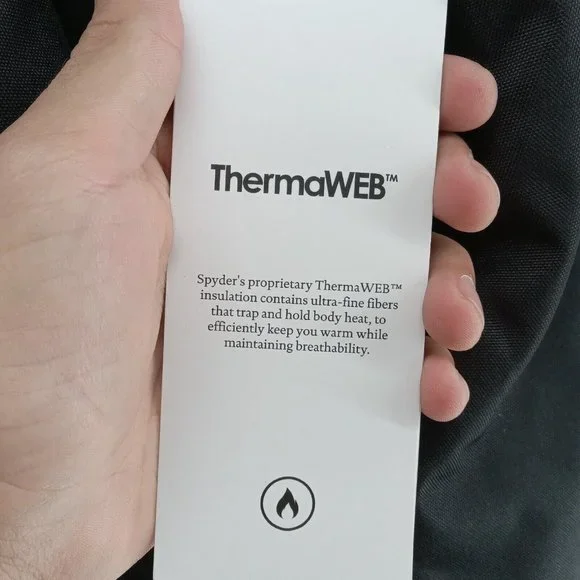 ThermaWEB™
Spyder's proprietary ThermaWEB™
insulation contains ultra-fine fibers
that trap and hold body heat, to
efficiently keep you warm while
maintaining breathability.